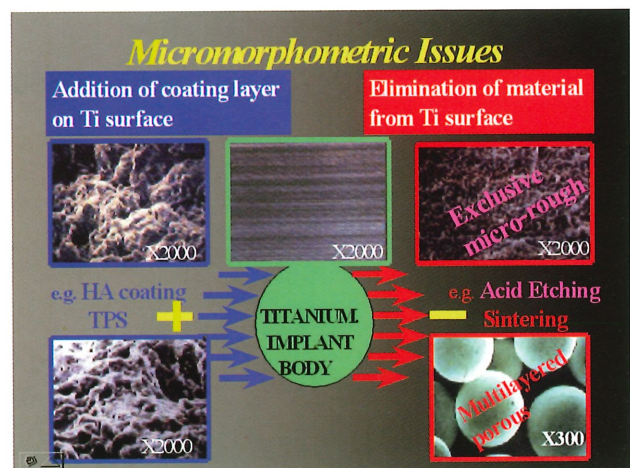 Micromorphometric Issues
Addition of coating layer
on Ti surface
Elimination of material
from Ti surface
X2000
X2000
Exclusive
micro-rough
X2000
e.g. HA coating
TPS
+
TITANIUM
IMPLANT
BODY
−
e.g. Acid Etching
Sintering
X2000
Multilayered
porous
X300